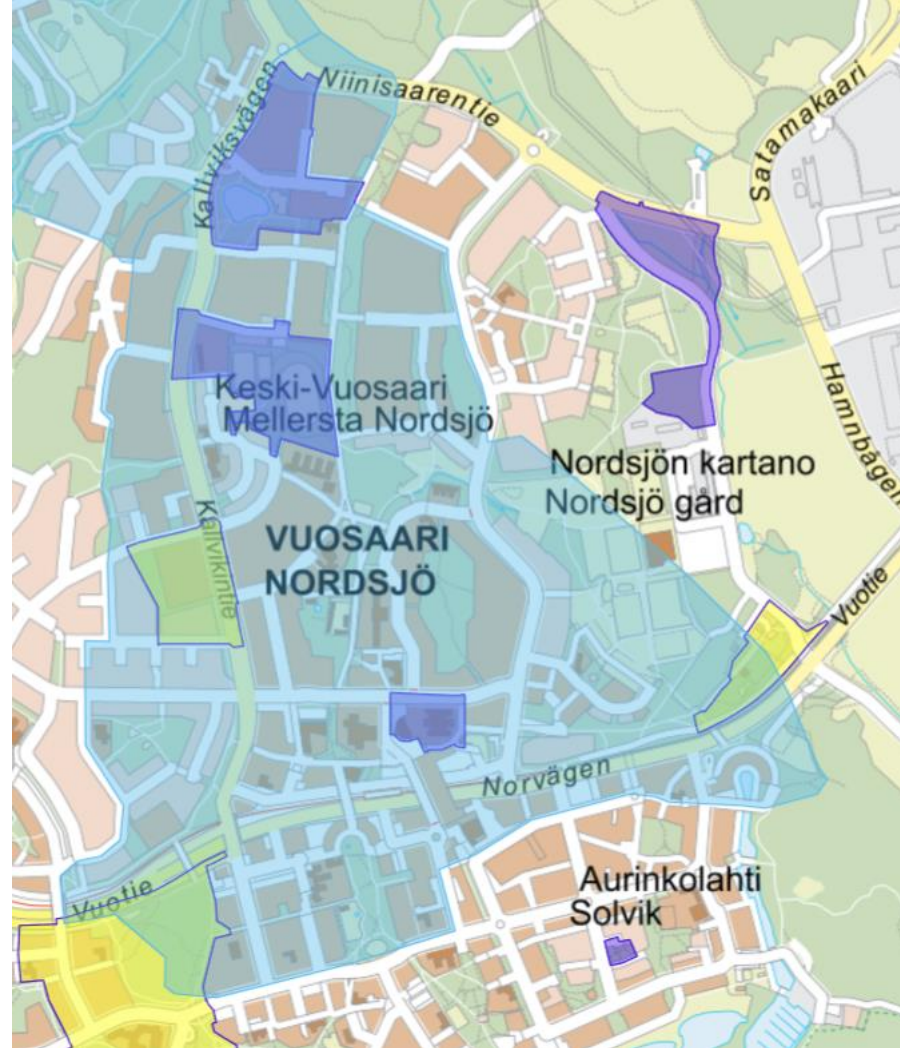 Niinisaarentie
Kallviksvägen
Satamakaari
Keski-Vuosaari
Mellersta Nordsjö
Hamnbågen
Nordsjön kartano
Nordsjö gård
Kallvikintie
VUOSAARI
NORDSJÖ
Vuotie
Norvägen
Vuotie
Aurinkolahti
Solvik